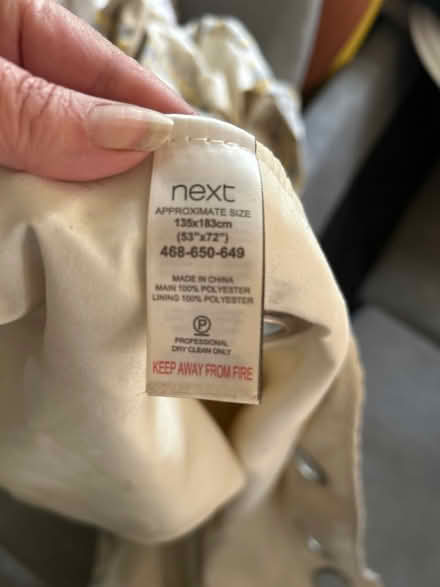 next
APPROXIMATE SIZE
135x183cm
(53"x72")
468-650-649
MADE IN CHINA
MAIN 100% POLYESTER
LINING 100% POLYESTER
P
PROFESSIONAL
DRY CLEAN ONLY
KEEP AWAY FROM FIRE